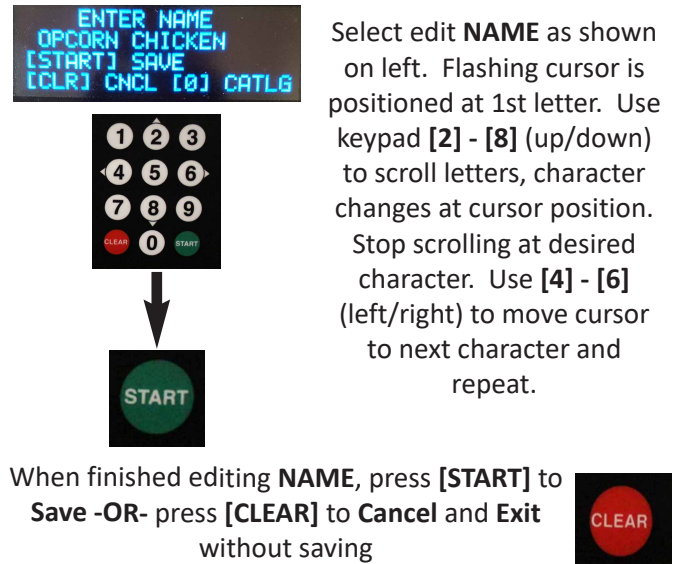 ENTER NAME
OPCORN CHICKEN
[START] SAVE
[CLR] CNCL [0] CATLG
1 2 3
4 5 6
7 8 9
CLEAR 0 START
START
Select edit NAME as shown
on left. Flashing cursor is
positioned at 1st letter. Use
keypad [2] - [8] (up/down)
to scroll letters, character
changes at cursor position.
Stop scrolling at desired
character. Use [4] - [6]
(left/right) to move cursor
to next character and
repeat.
When finished editing NAME, press [START] to
Save -OR- press [CLEAR] to Cancel and Exit
without saving
CLEAR